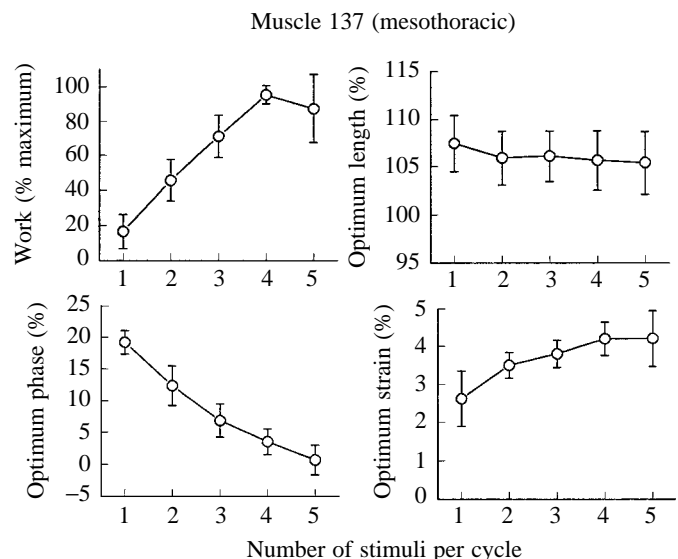 Muscle 137 (mesothoracic)
Work (% maximum)
100
80
60
40
20
0
1 2 3 4 5
Optimum length (%)
115
110
105
100
95
1 2 3 4 5
Optimum phase (%)
25
20
15
10
5
0
−5
1 2 3 4 5
Optimum strain (%)
5
4
3
2
1
0
1 2 3 4 5
Number of stimuli per cycle